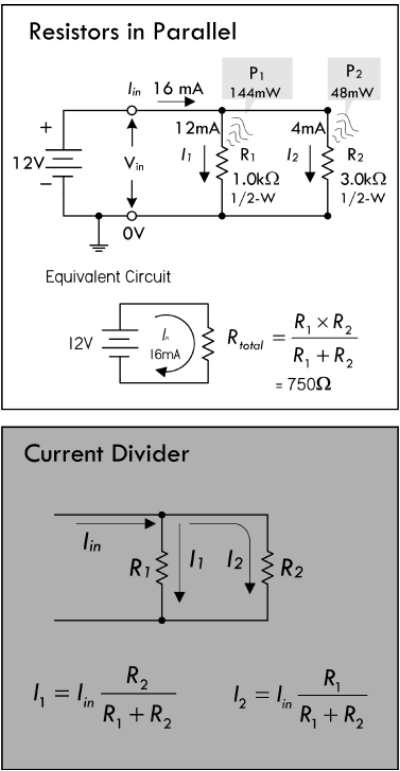 Resistors in Parallel
P₁
144mW
P₂
48mW
Iin 16 mA
+
12mA
4mA
12V
Vin
I₁
R₁
I₂
R₂
−
1.0kΩ
3.0kΩ
1/2-W
1/2-W
0V
Equivalent Circuit
12V
Iin
16mA
Rtotal = R₁ × R₂ / R₁ + R₂
= 750Ω
Current Divider
Iin
R₁
I₁
I₂
R₂
I₁ = Iin R₂ / R₁ + R₂
I₂ = Iin R₁ / R₁ + R₂